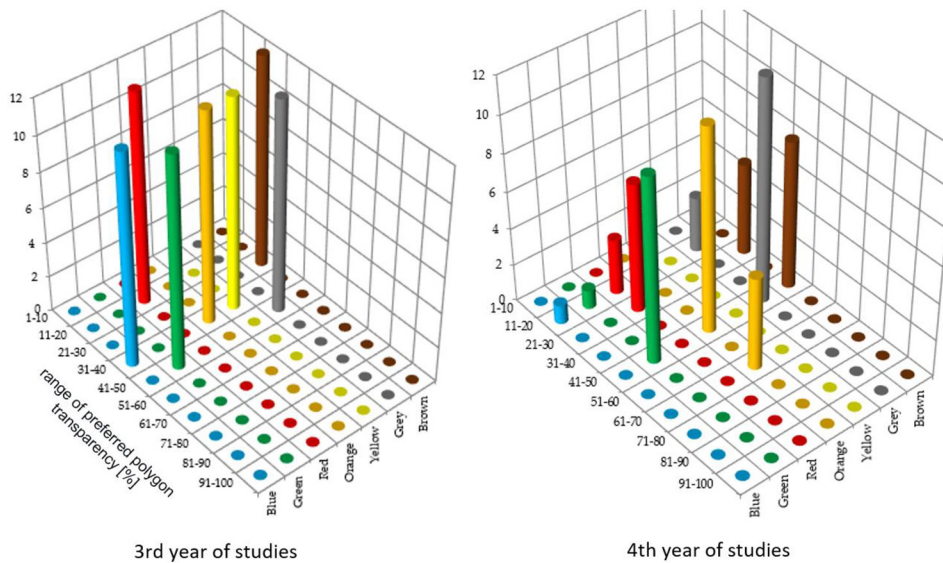 12
10
8
6
4
2
0
1-10
11-20
21-30
31-40
41-50
51-60
61-70
71-80
81-90
91-100
range of preferred polygon
transparency [%]
Blue
Green
Red
Orange
Yellow
Grey
Brown
3rd year of studies
12
10
8
6
4
2
0
1-10
11-20
21-30
31-40
41-50
51-60
61-70
71-80
81-90
91-100
Blue
Green
Red
Orange
Yellow
Grey
Brown
4th year of studies